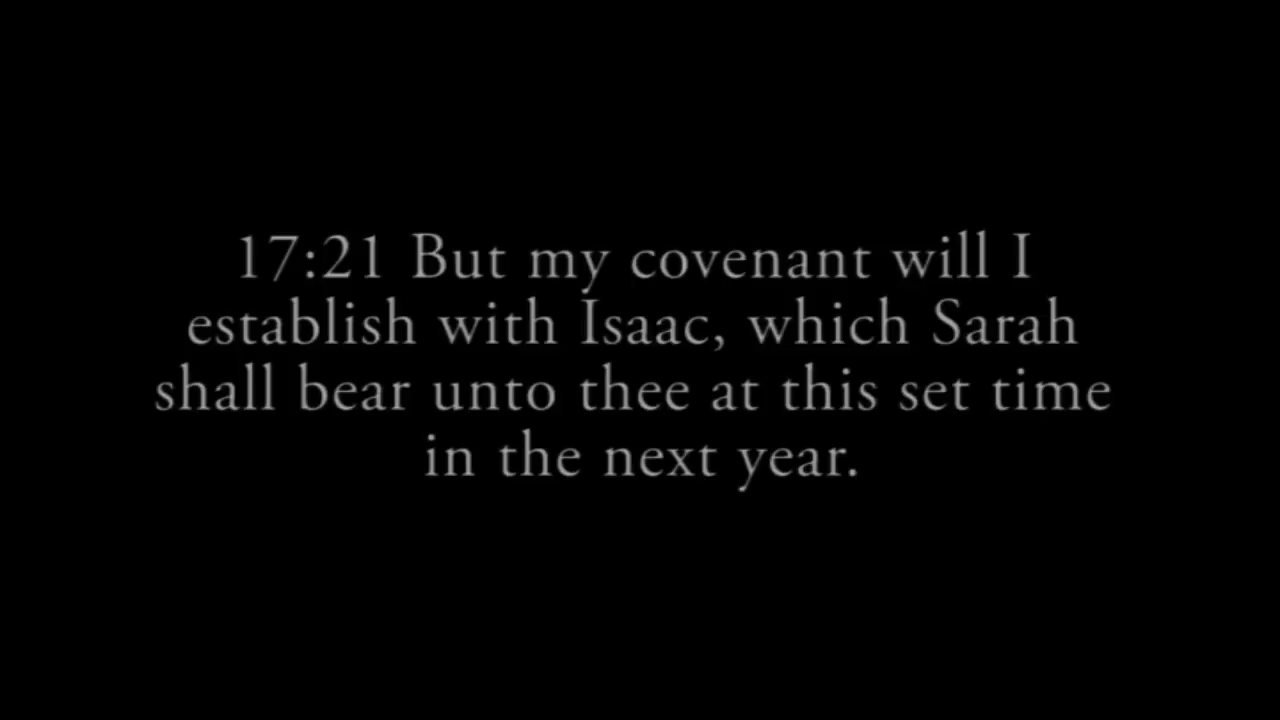 17:21 But my covenant will I
establish with Isaac, which Sarah
shall bear unto thee at this set time
in the next year.